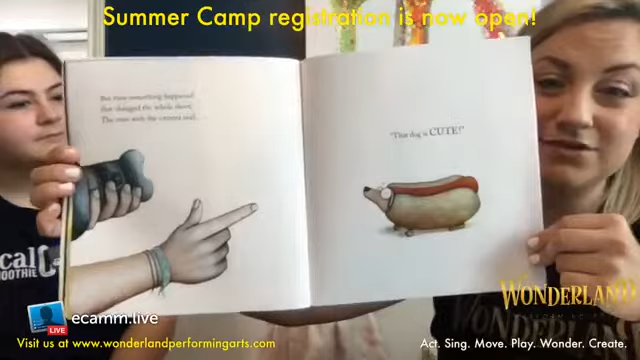 Summer Camp registration is now open!
But then something happened
that changed the whole show.
The man with the camera said,
"That dog is CUTE!"
cal
OOTHIE
WONDERLAND
ecamm.live
LIVE
Visit us at www.wonderlandperformingarts.com
Act. Sing. Move. Play. Wonder. Create.